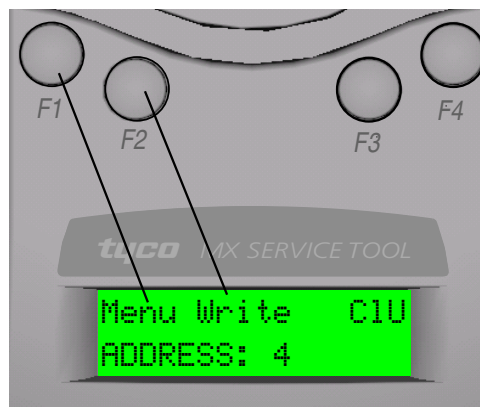 F1 F2 F3 F4
tyco MX SERVICE TOOL
Menu Write C1U
ADDRESS: 4